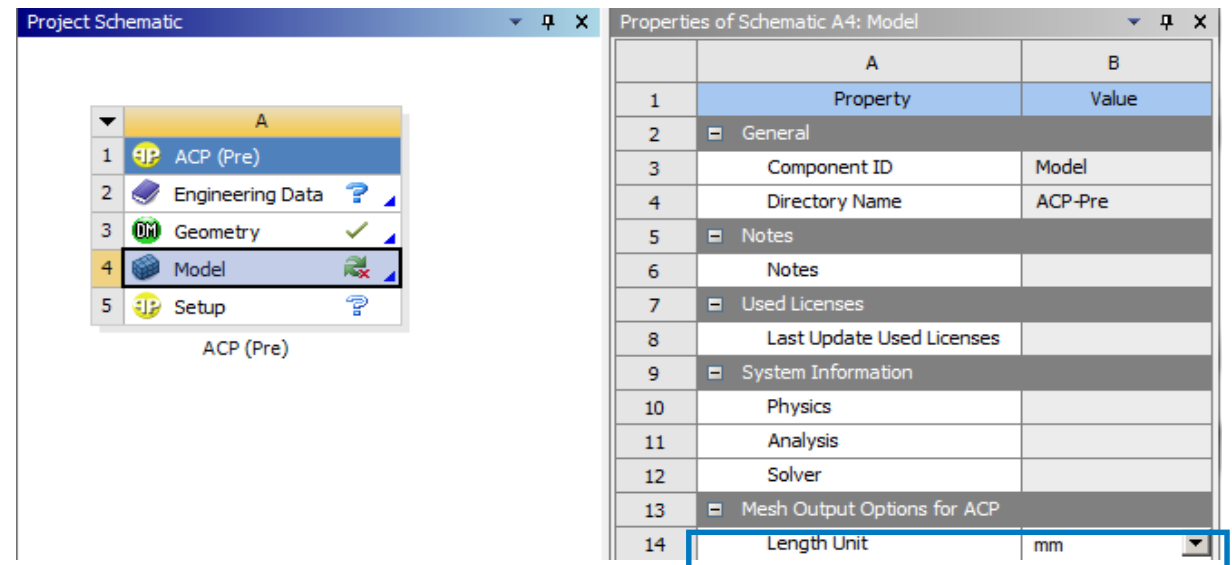 Project Schematic
A
1 ACP (Pre)
2 Engineering Data ?
3 DM Geometry
4 Model
5 Setup ?
ACP (Pre)
Properties of Schematic A4: Model
A B
1 Property Value
2 General
3 Component ID Model
4 Directory Name ACP-Pre
5 Notes
6 Notes
7 Used Licenses
8 Last Update Used Licenses
9 System Information
10 Physics
11 Analysis
12 Solver
13 Mesh Output Options for ACP
14 Length Unit mm